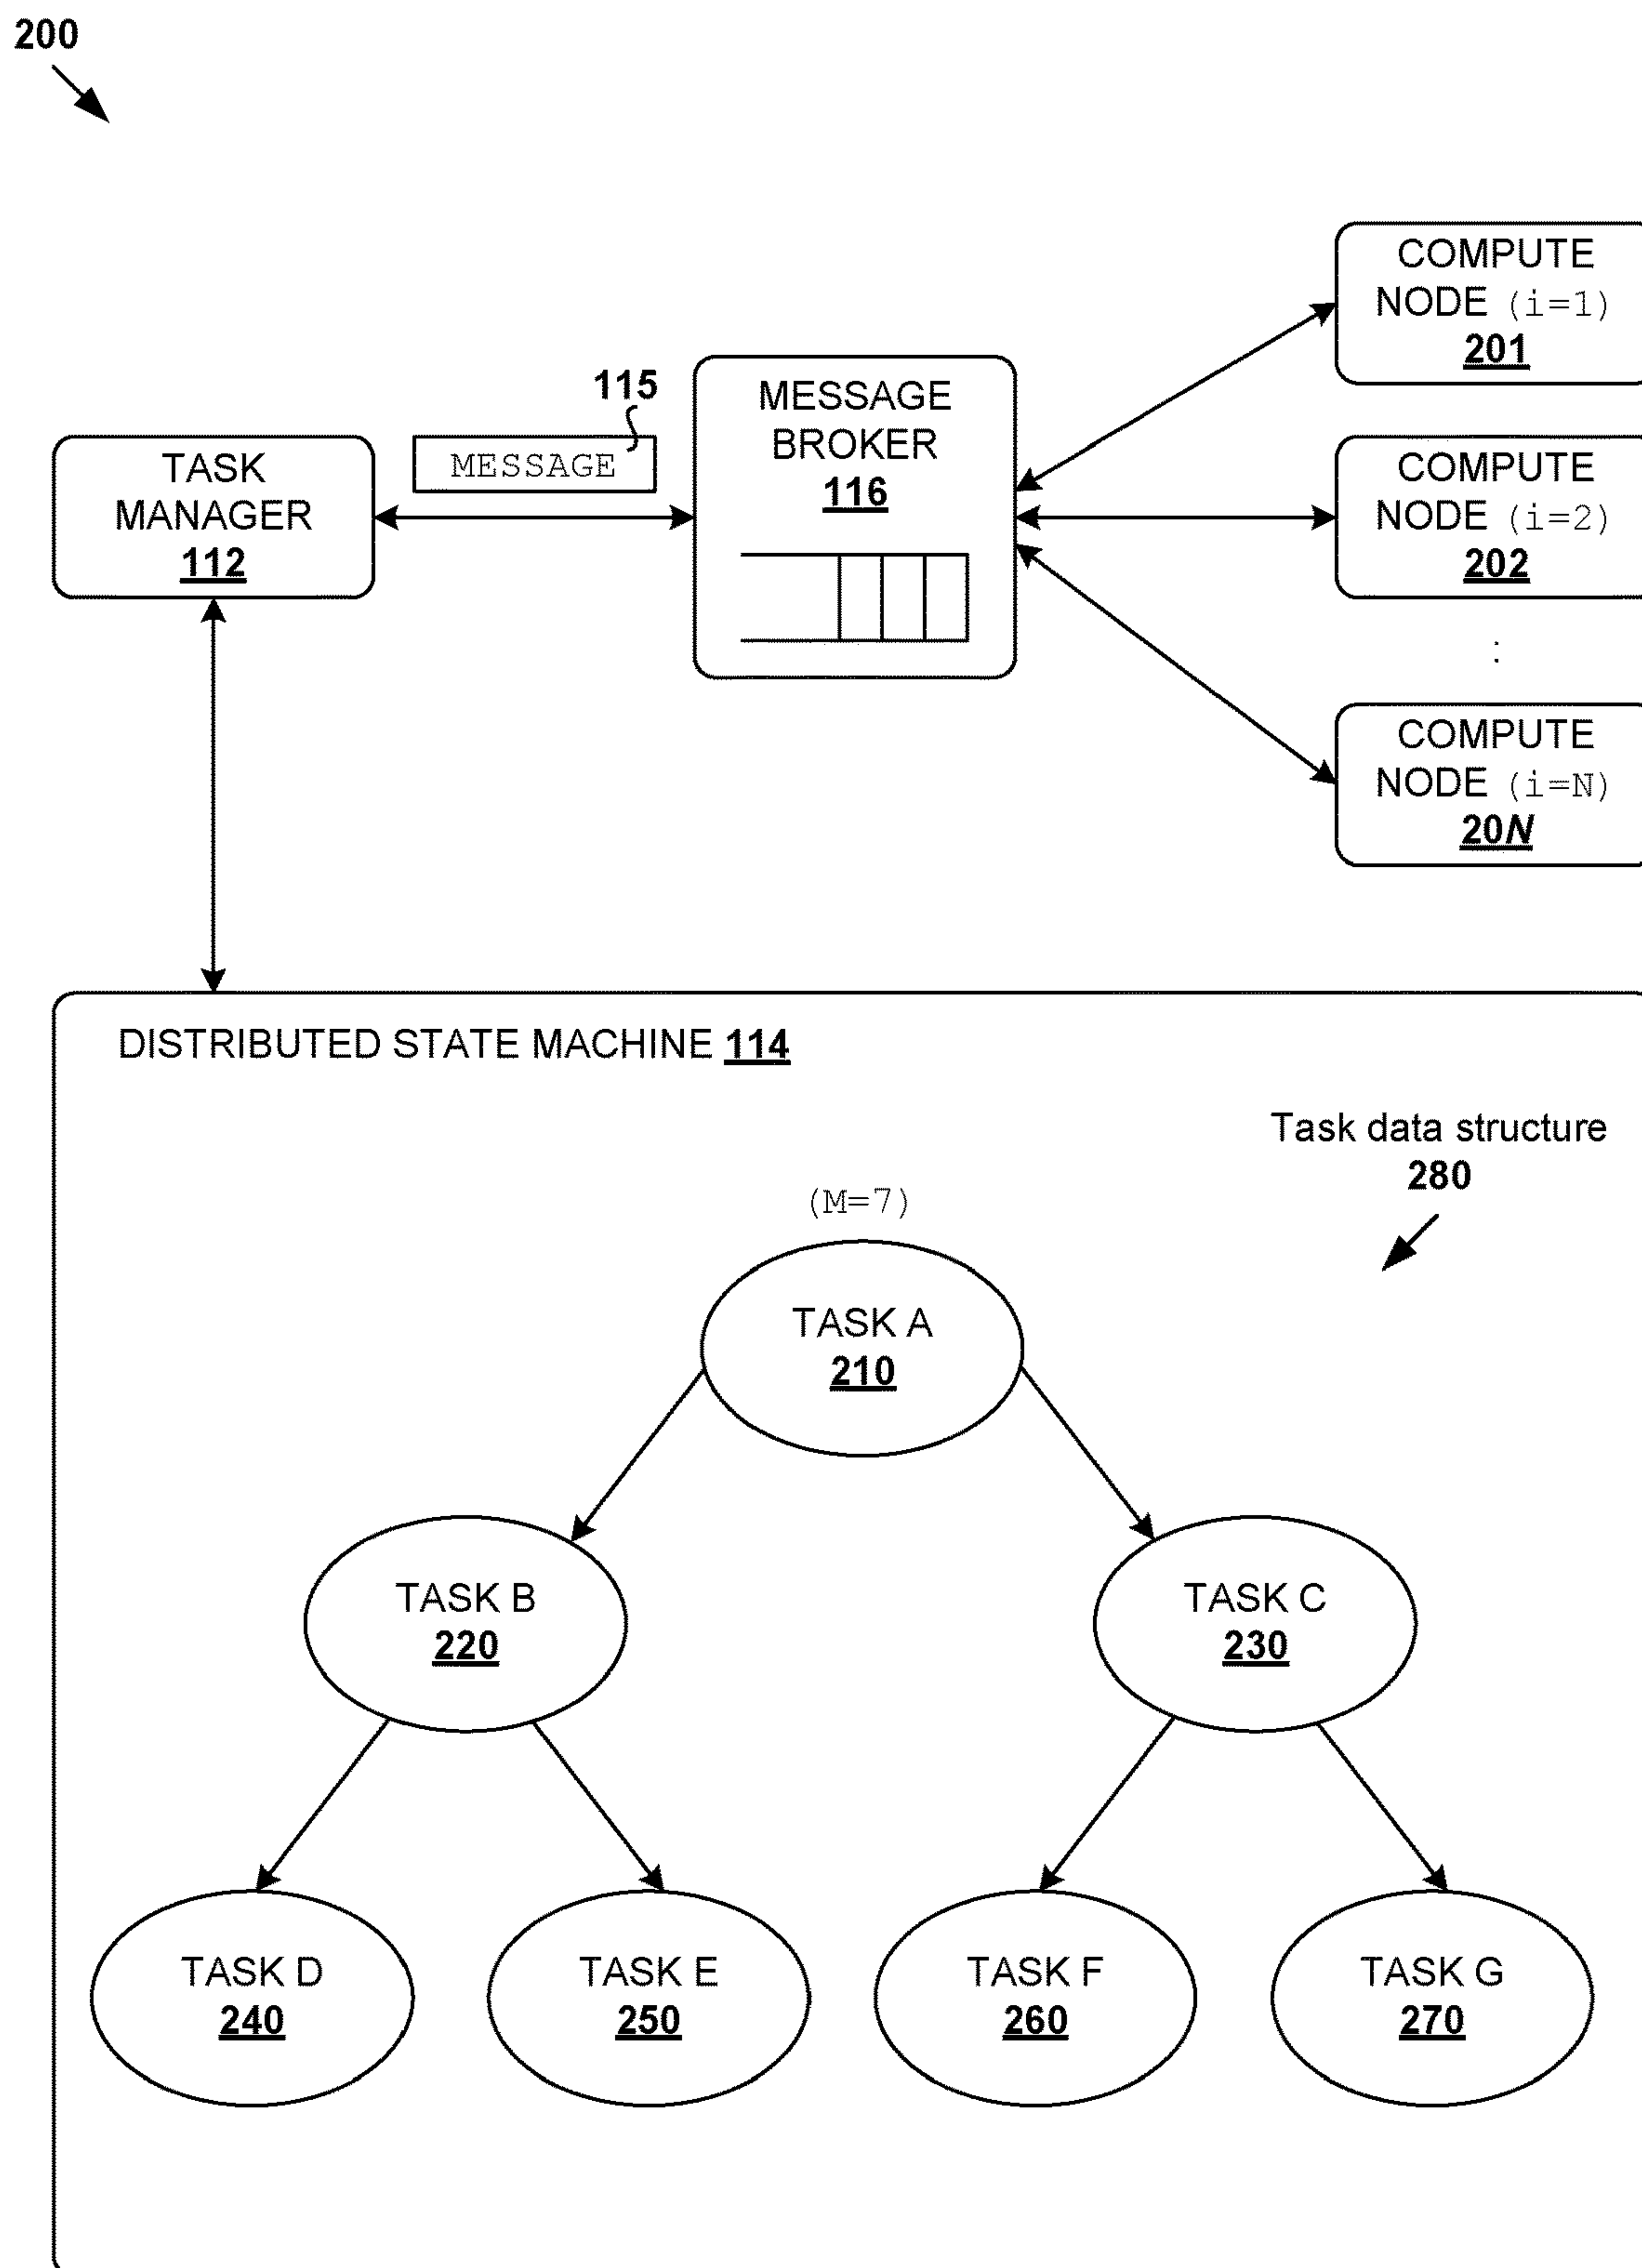 200
COMPUTE
NODE (i=1)
201
115
MESSAGE
MESSAGE
BROKER
116
TASK
MANAGER
112
COMPUTE
NODE (i=2)
202
:
COMPUTE
NODE (i=N)
20N
DISTRIBUTED STATE MACHINE 114
Task data structure
280
(M=7)
TASK A
210
TASK B
220
TASK C
230
TASK D
240
TASK E
250
TASK F
260
TASK G
270